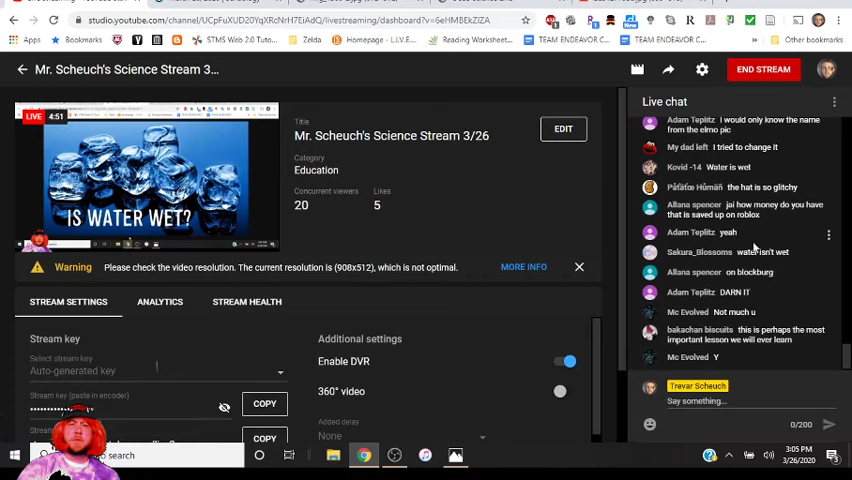 studio.youtube.com/channel/UCpFuXUD20YqXRcNrH7EiAdQ/livestreaming/dashboard?v=6eHMBEkZIZA
Apps
Bookmarks
STMS Web 2.0 Tutor...
Zelda
Homepage - L.I.V.E....
Reading Workshop...
TEAM ENDEAVOR C...
TEAM ENDEAVOR C...
Other bookmarks
Mr. Scheuch's Science Stream 3...
END STREAM
LIVE 4:51
IS WATER WET?
Title
Mr. Scheuch's Science Stream 3/26
EDIT
Category
Education
Concurrent viewers
20
Likes
5
Warning Please check the video resolution. The current resolution is (908x512), which is not optimal.
MORE INFO
STREAM SETTINGS
ANALYTICS
STREAM HEALTH
Stream key
Select stream key
Auto-generated key
Stream key (paste in encoder)
COPY
COPY
Additional settings
Enable DVR
360° video
Added delay
None
Live chat
Adam Teplitz I would only know the name
from the elmo pic
My dad left I tried to change it
Kovid -14 Water is wet
Pátátœ Húmáñ the hat is so glitchy
Allana spencer jai how money do you have
that is saved up on roblox
Adam Teplitz yeah
Sakura_Blossoms water isn't wet
Allana spencer on blockburg
Adam Teplitz DARN IT
Mc Evolved Not much u
bakachan biscuits this is perhaps the most
important lesson we will ever learn
Mc Evolved Y
Trevar Scheuch
Say something...
0/200
search
3:05 PM
3/26/2020
3